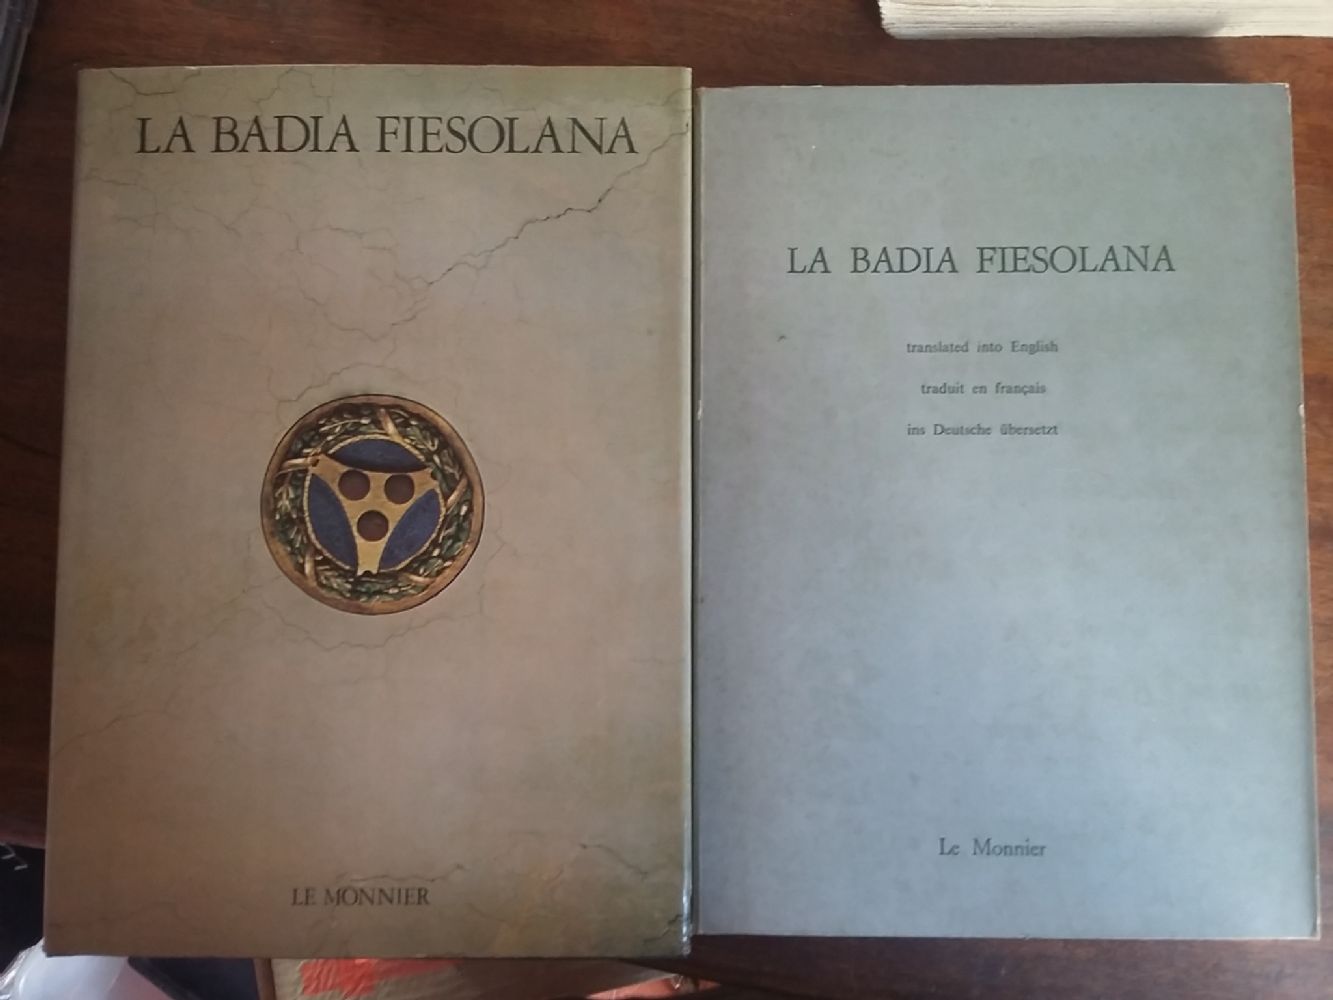 LA BADIA FIESOLANA
LE MONNIER
LA BADIA FIESOLANA
translated into English
traduit en français
ins Deutsche übersetzt
Le Monnier